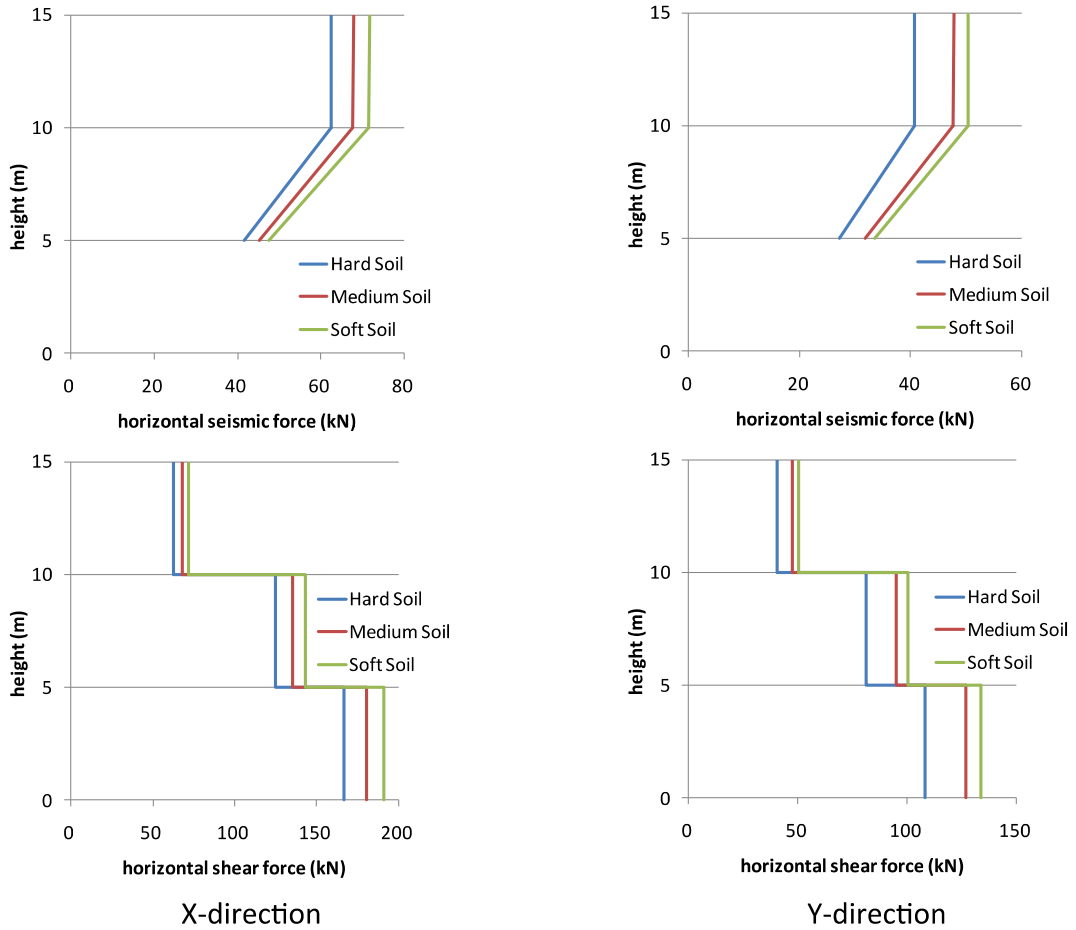 15
10
5
0
height (m)
Hard Soil
Medium Soil
Soft Soil
0 20 40 60 80
horizontal seismic force (kN)
15
10
5
0
height (m)
Hard Soil
Medium Soil
Soft Soil
0 20 40 60
horizontal seismic force (kN)
15
10
5
0
height (m)
Hard Soil
Medium Soil
Soft Soil
0 50 100 150 200
horizontal shear force (kN)
X-direction
15
10
5
0
height (m)
Hard Soil
Medium Soil
Soft Soil
0 50 100 150
horizontal shear force (kN)
Y-direction